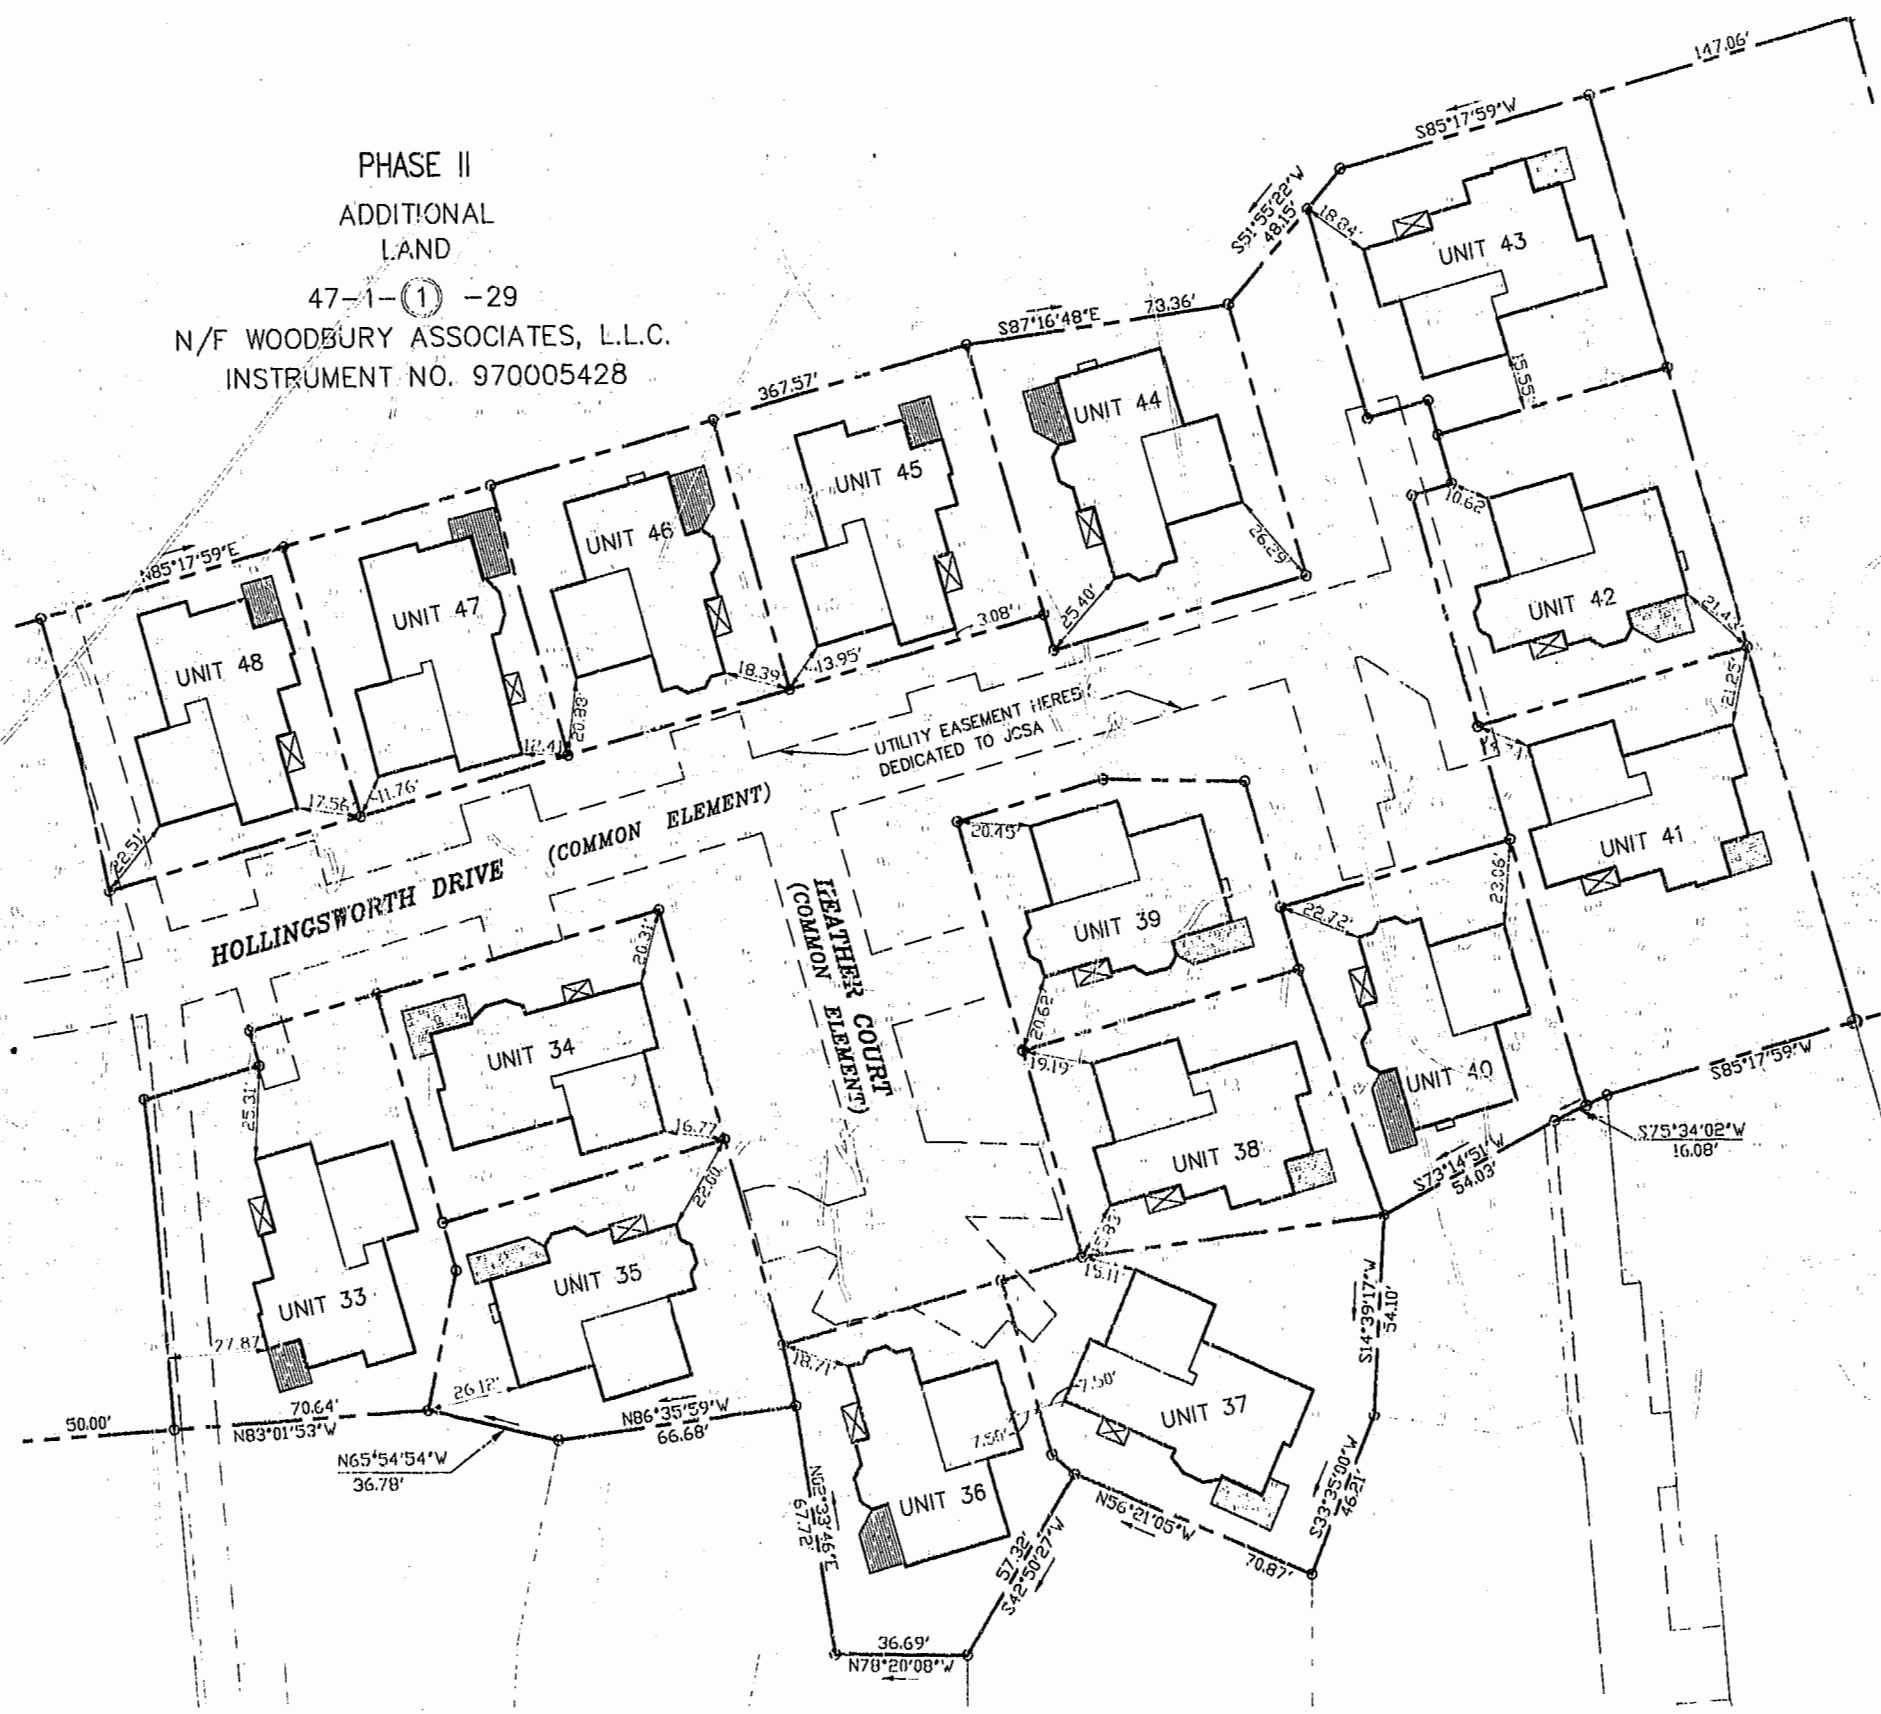 PHASE II
ADDITIONAL
LAND
47-1-(1) -29
N/F WOODBURY ASSOCIATES, L.L.C.
INSTRUMENT NO. 970005428
147.06'
S85°17'59"W
S51°55'22"W
48.15'
18.84'
UNIT 43
15.55'
S87°16'48"E
73.36'
367.57'
UNIT 44
26.29'
25.40'
UNIT 45
3.08'
13.95'
UNIT 46
18.39'
20.83'
N85°17'59"E
UNIT 47
12.41'
11.76'
UNIT 48
17.56'
22.51'
10.62'
UNIT 42
21.43'
21.25'
UNIT 41
UTILITY EASEMENT HEREBY
DEDICATED TO JCSA
HOLLINGSWORTH DRIVE
(COMMON ELEMENT)
HEATHER COURT
(COMMON ELEMENT)
20.45'
UNIT 39
20.62'
22.72'
23.06'
UNIT 40
19.19'
UNIT 38
15.11'
20.31'
UNIT 34
16.77'
22.60'
25.31'
UNIT 33
27.87'
UNIT 35
26.12'
18.71'
UNIT 36
7.50'
7.50'
UNIT 37
S85°17'59"W
S75°34'02"W
16.08'
S73°14'51"W
54.03'
S14°39'17"W
54.10'
S33°35'00"W
46.21'
N56°21'05"W
70.87'
57.32'
S42°50'27"W
36.69'
N78°20'08"W
N02°33'46"E
67.72'
N86°35'59"W
66.68'
N65°54'54"W
36.78'
70.64'
N83°01'53"W
50.00'